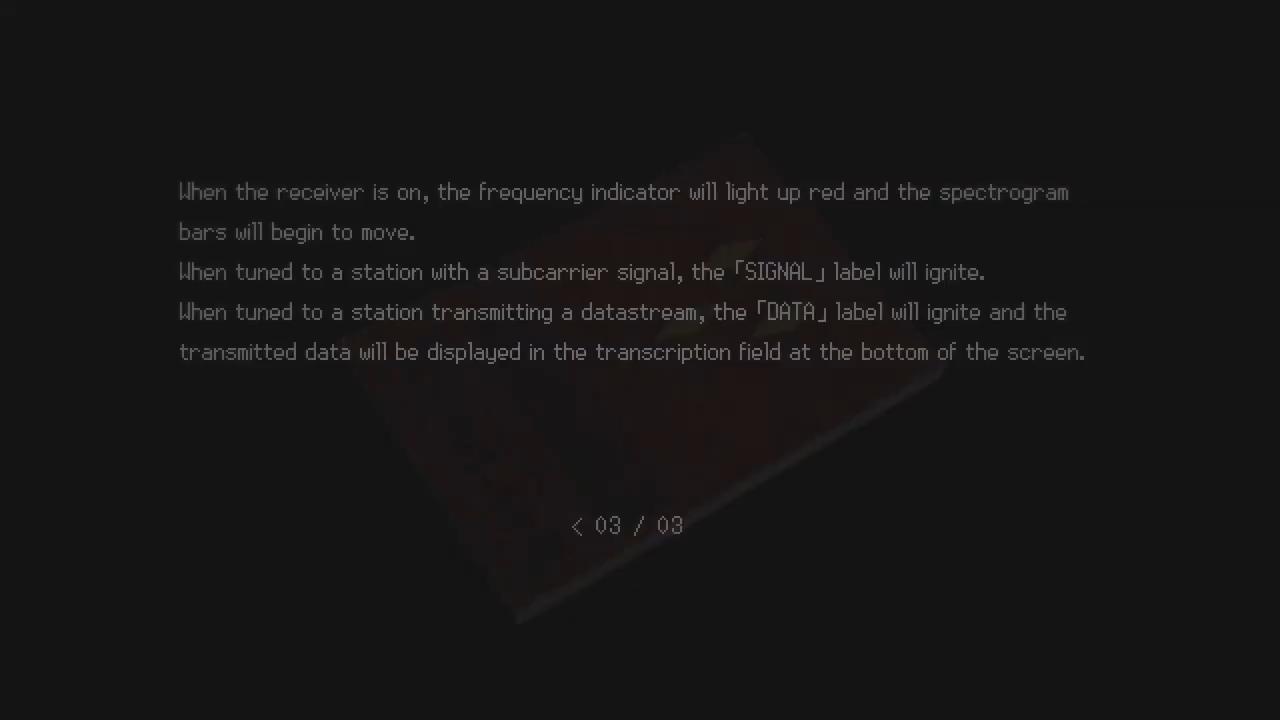 When the receiver is on, the frequency indicator will light up red and the spectrogram
bars will begin to move.
When tuned to a station with a subcarrier signal, the「SIGNAL」label will ignite.
When tuned to a station transmitting a datastream, the「DATA」label will ignite and the
transmitted data will be displayed in the transcription field at the bottom of the screen.
< 03 / 03